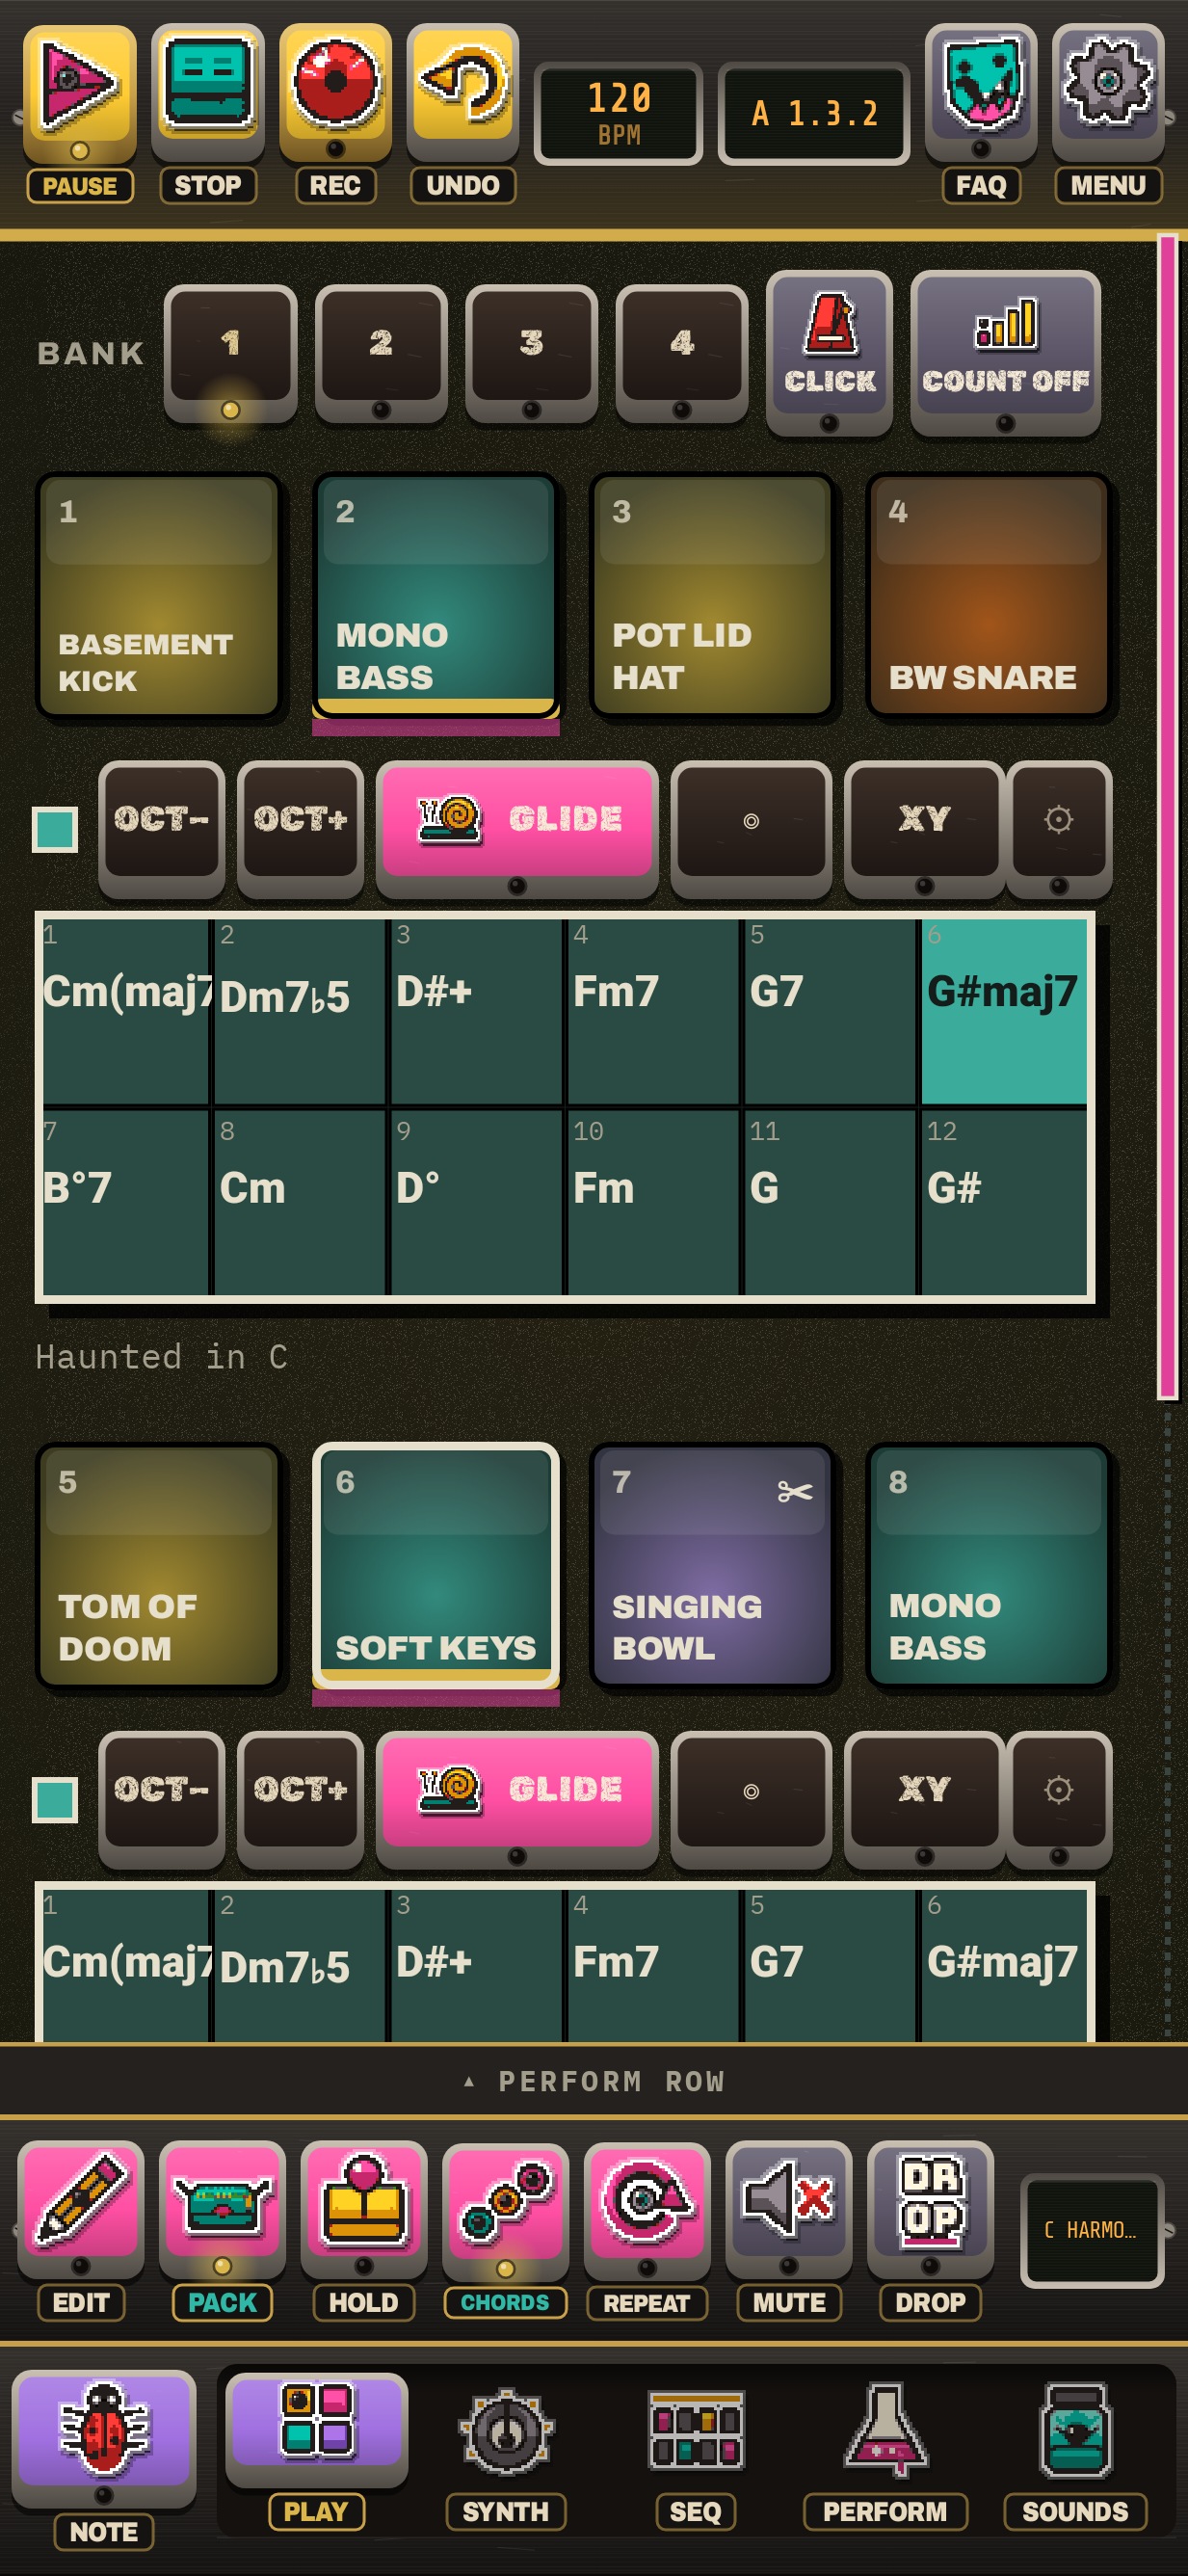 120
BPM
A 1.3.2
PAUSE STOP REC UNDO FAQ MENU
BANK 1 2 3 4 CLICK COUNT OFF
1 2 3 4
BASEMENT KICK
MONO BASS
POT LID HAT
BW SNARE
OCT- OCT+ GLIDE XY
1 2 3 4 5 6
Cm(maj7 Dm7♭5 D#+ Fm7 G7 G#maj7
7 8 9 10 11 12
B°7 Cm D° Fm G G#
Haunted in C
5 6 7 8
TOM OF DOOM
SOFT KEYS
SINGING BOWL
MONO BASS
OCT- OCT+ GLIDE XY
1 2 3 4 5 6
Cm(maj7 Dm7♭5 D#+ Fm7 G7 G#maj7
▲ PERFORM ROW
DR
OP
C HARMO…
EDIT PACK HOLD CHORDS REPEAT MUTE DROP
NOTE PLAY SYNTH SEQ PERFORM SOUNDS